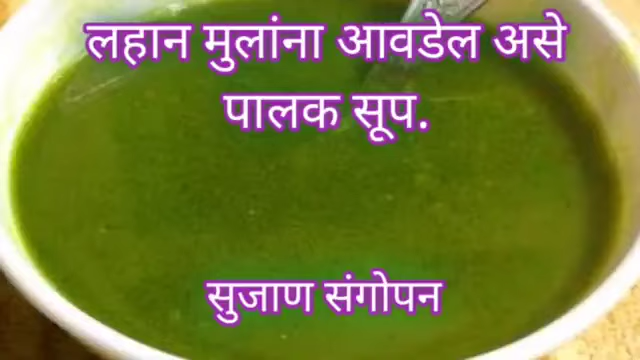 लहान मुलांना आवडेल असे
पालक सूप.
सुजाण संगोपन